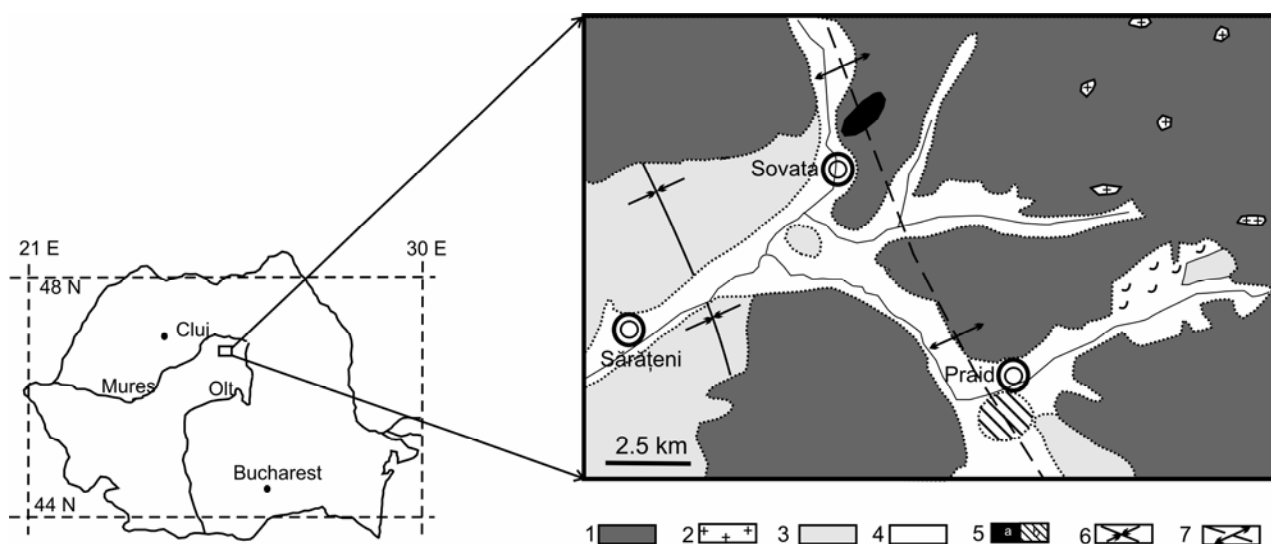 21 E
30 E
48 N
Cluj
Mureș
Olt
Bucharest
44 N
Sovata
Sărățeni
Praid
2.5 km
1 2 3 4 5 a b 6 7